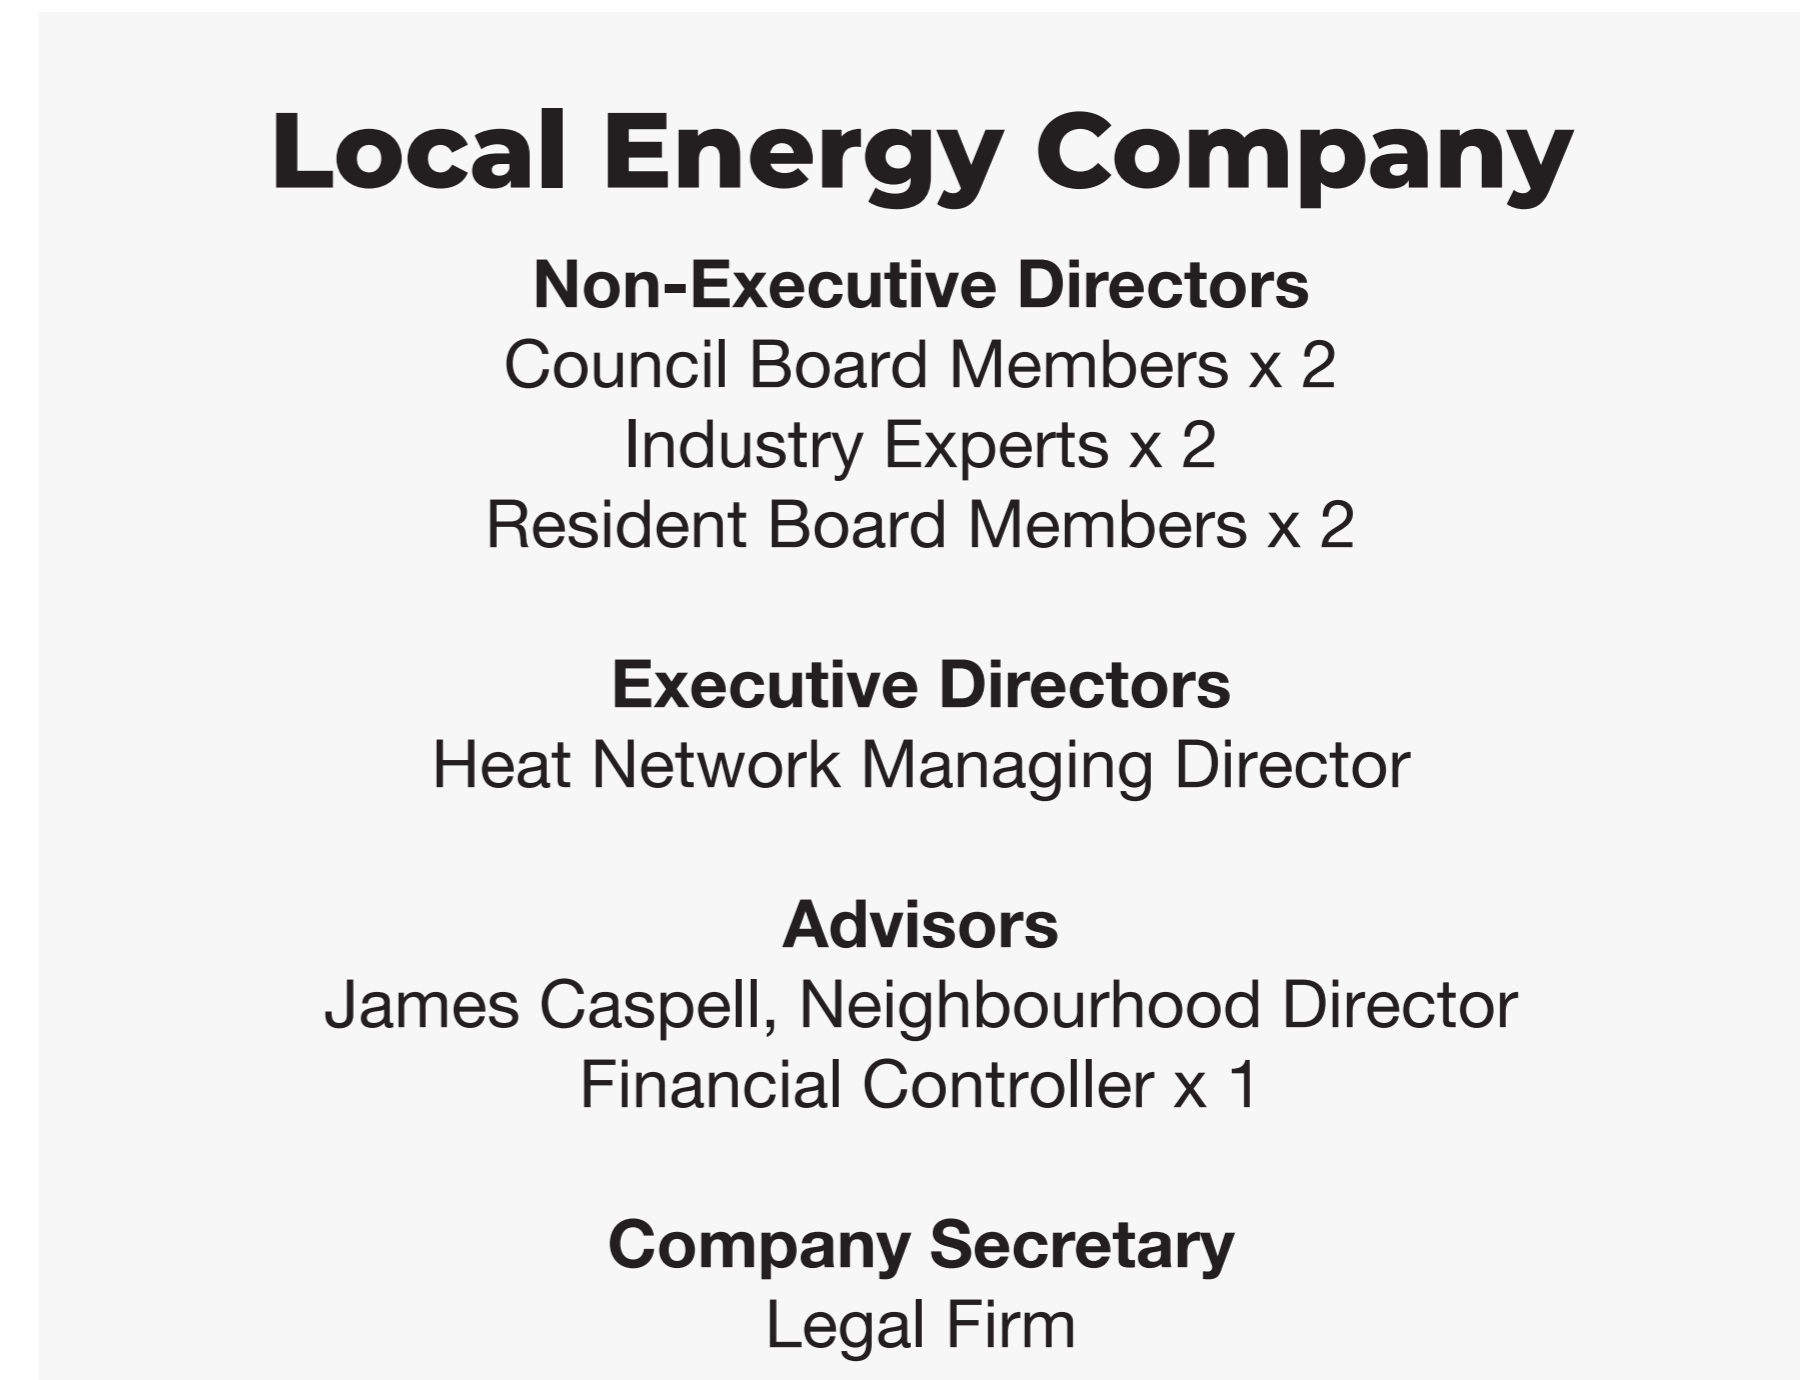 Local Energy Company
Non-Executive Directors
Council Board Members x 2
Industry Experts x 2
Resident Board Members x 2
Executive Directors
Heat Network Managing Director
Advisors
James Caspell, Neighbourhood Director
Financial Controller x 1
Company Secretary
Legal Firm